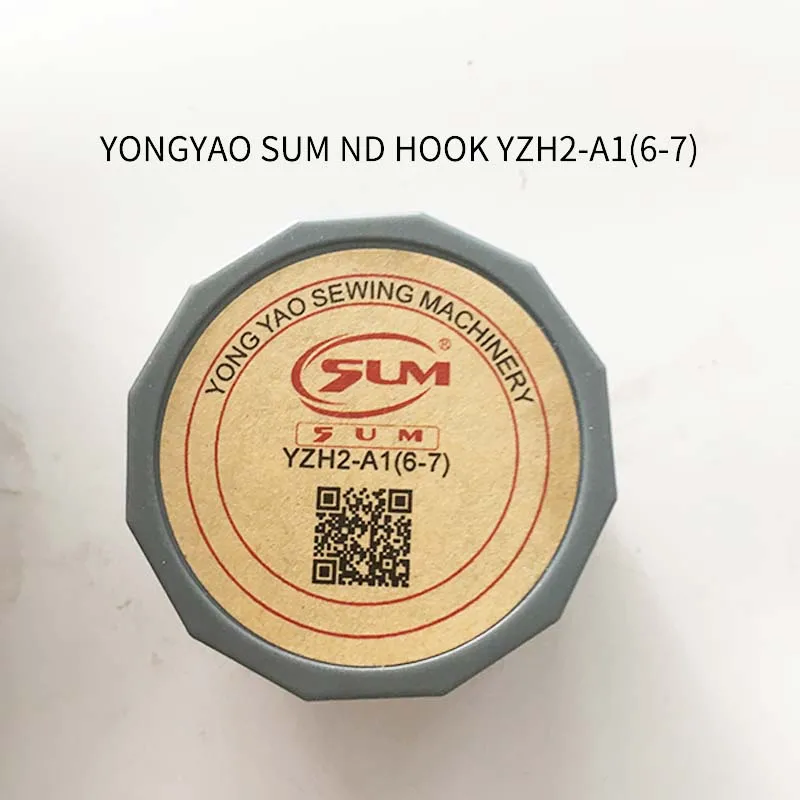 YONGYAO SUM ND HOOK YZH2-A1(6-7)
YONG YAO SEWING MACHINERY
SUM®
SUM
YZH2-A1(6-7)